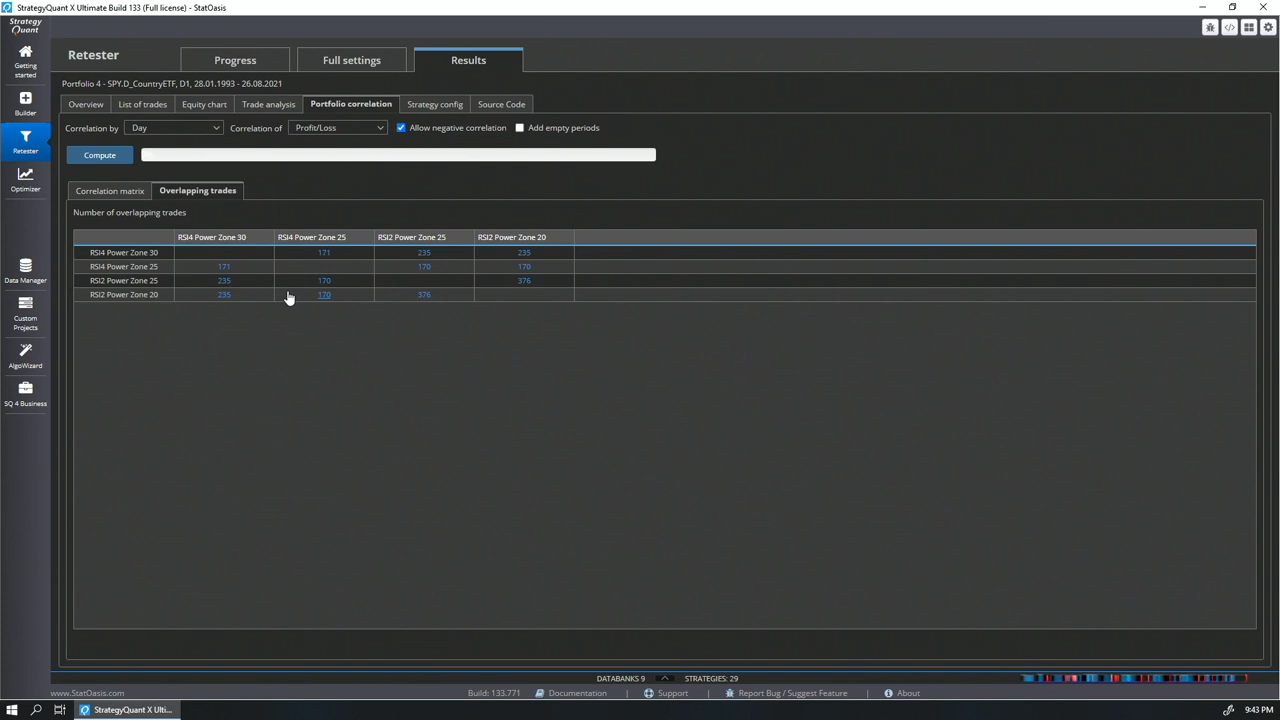 StrategyQuant X Ultimate Build 133 (Full license) - StatOasis
Strategy
Quant
Getting
started
Builder
Retester
Optimizer
Data Manager
Custom
Projects
AlgoWizard
SQ 4 Business
Retester
Progress
Full settings
Results
Portfolio 4 - SPY.D_CountryETF, D1, 28.01.1993 - 26.08.2021
Overview
List of trades
Equity chart
Trade analysis
Portfolio correlation
Strategy config
Source Code
Correlation by Day Correlation of Profit/Loss Allow negative correlation Add empty periods
Compute
Correlation matrix
Overlapping trades
Number of overlapping trades
RSI4 Power Zone 30 RSI4 Power Zone 25 RSI2 Power Zone 25 RSI2 Power Zone 20
RSI4 Power Zone 30 171 235 235
RSI4 Power Zone 25 171 170 170
RSI2 Power Zone 25 235 170 376
RSI2 Power Zone 20 235 170 376
DATABANKS 9 STRATEGIES: 29
www.StatOasis.com Build: 133.771 Documentation | Support | Report Bug / Suggest Feature | About
StrategyQuant X Ulti... 9:43 PM